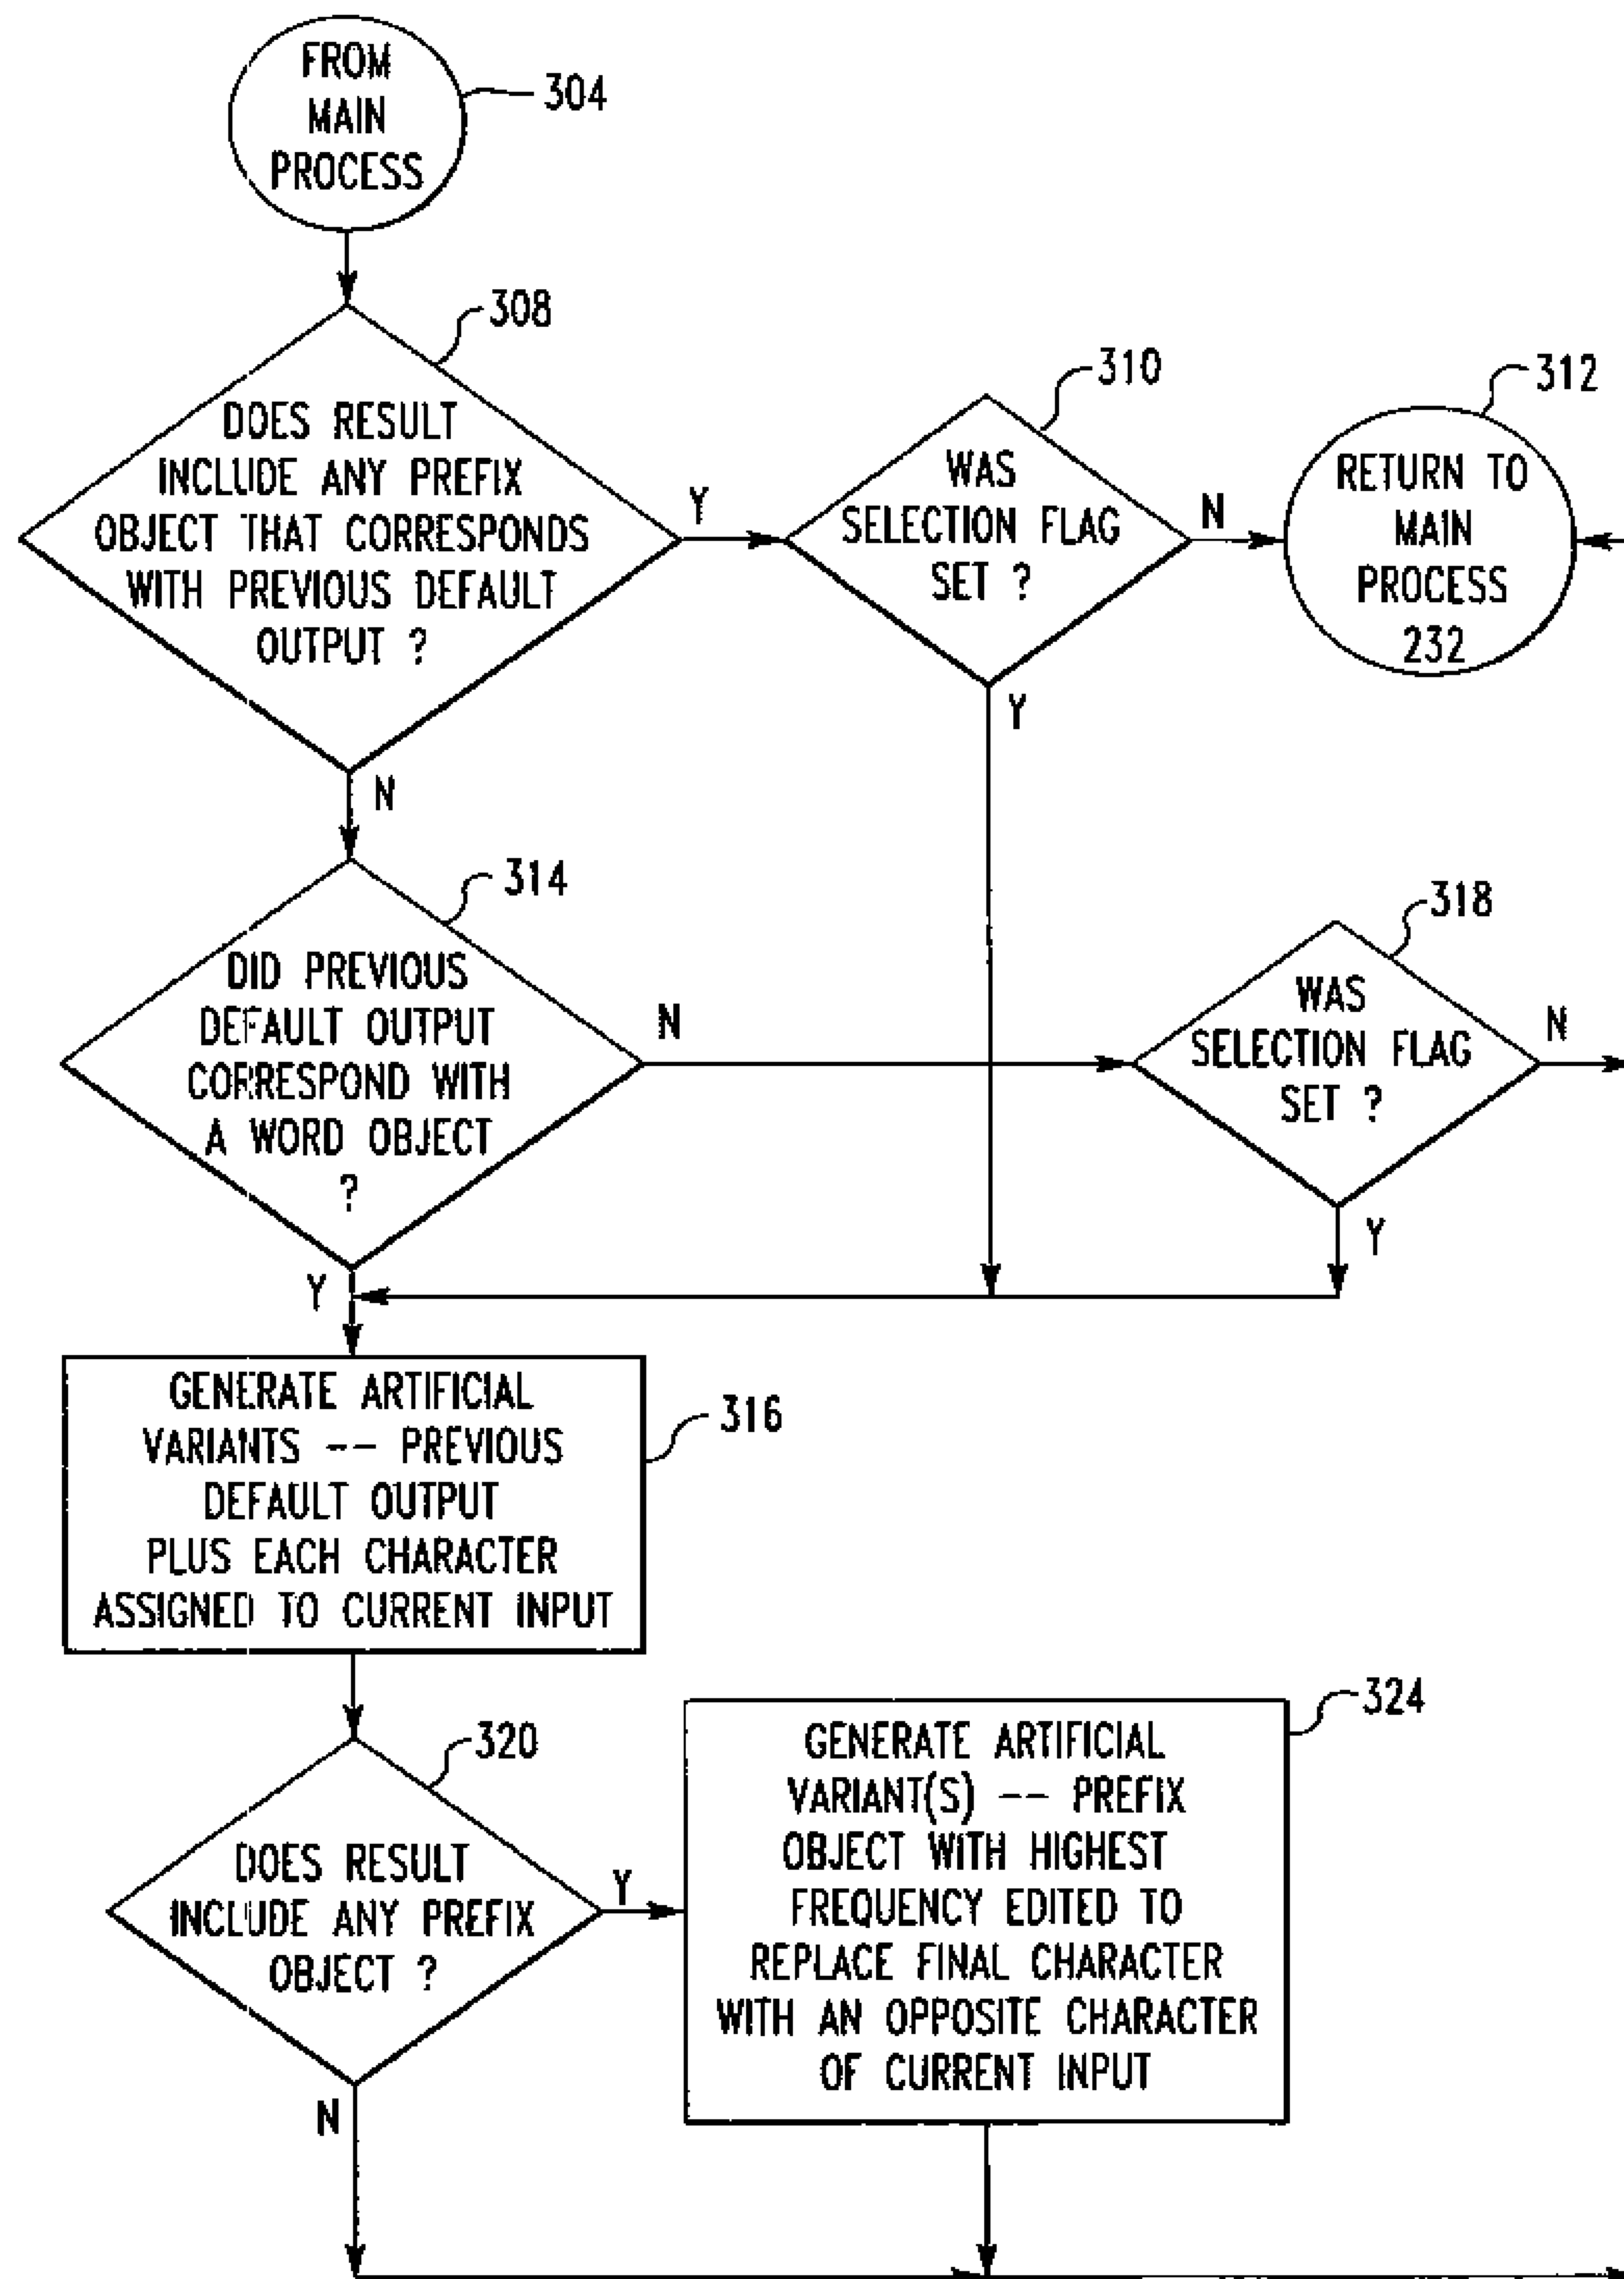 FROM
MAIN
PROCESS
304
308
DOES RESULT
INCLUDE ANY PREFIX
OBJECT THAT CORRESPONDS
WITH PREVIOUS DEFAULT
OUTPUT ?
Y
N
310
WAS
SELECTION FLAG
SET ?
N
Y
312
RETURN TO
MAIN
PROCESS
232
314
DID PREVIOUS
DEFAULT OUTPUT
CORRESPOND WITH
A WORD OBJECT
?
N
Y
318
WAS
SELECTION FLAG
SET ?
N
Y
GENERATE ARTIFICIAL
VARIANTS -- PREVIOUS
DEFAULT OUTPUT
PLUS EACH CHARACTER
ASSIGNED TO CURRENT INPUT
316
320
DOES RESULT
INCLUDE ANY PREFIX
OBJECT ?
Y
N
324
GENERATE ARTIFICIAL
VARIANT(S) -- PREFIX
OBJECT WITH HIGHEST
FREQUENCY EDITED TO
REPLACE FINAL CHARACTER
WITH AN OPPOSITE CHARACTER
OF CURRENT INPUT